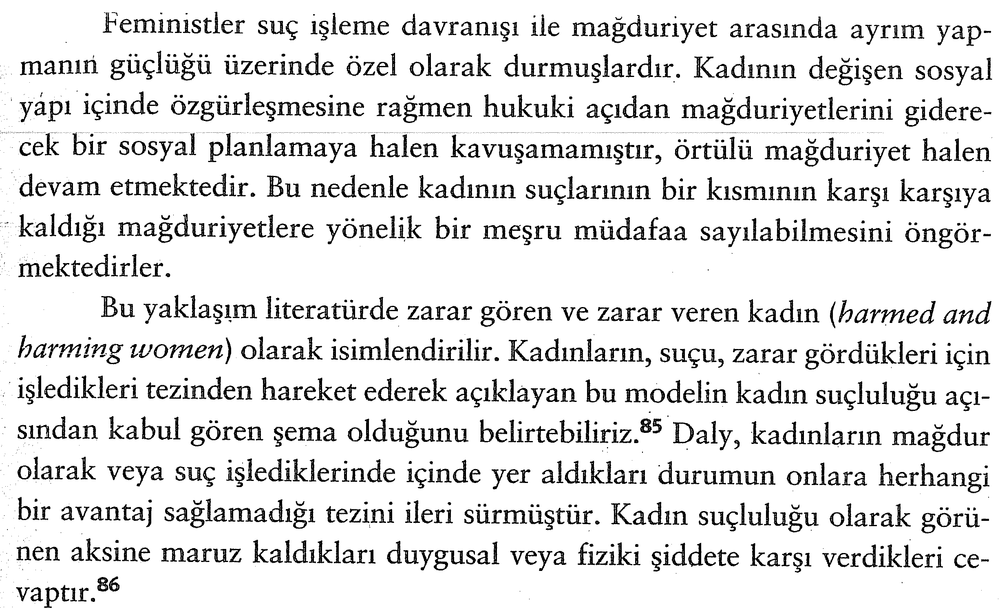 Feministler suç işleme davranışı ile mağduriyet arasında ayrım yap-
manın güçlüğü üzerinde özel olarak durmuşlardır. Kadının değişen sosyal
yapı içinde özgürleşmesine rağmen hukuki açıdan mağduriyetlerini gidere-
cek bir sosyal planlamaya halen kavuşamamıştır, örtülü mağduriyet halen
devam etmektedir. Bu nedenle kadının suçlarının bir kısmının karşı karşıya
kaldığı mağduriyetlere yönelik bir meşru müdafaa sayılabilmesini öngör-
mektedirler.
Bu yaklaşım literatürde zarar gören ve zarar veren kadın (harmed and
harming women) olarak isimlendirilir. Kadınların, suçu, zarar gördükleri için
işledikleri tezinden hareket ederek açıklayan bu modelin kadın suçluluğu açı-
sından kabul gören şema olduğunu belirtebiliriz.85 Daly, kadınların mağdur
olarak veya suç işlediklerinde içinde yer aldıkları durumun onlara herhangi
bir avantaj sağlamadığı tezini ileri sürmüştür. Kadın suçluluğu olarak görü-
nen aksine maruz kaldıkları duygusal veya fiziki şiddete karşı verdikleri ce-
vaptır.86